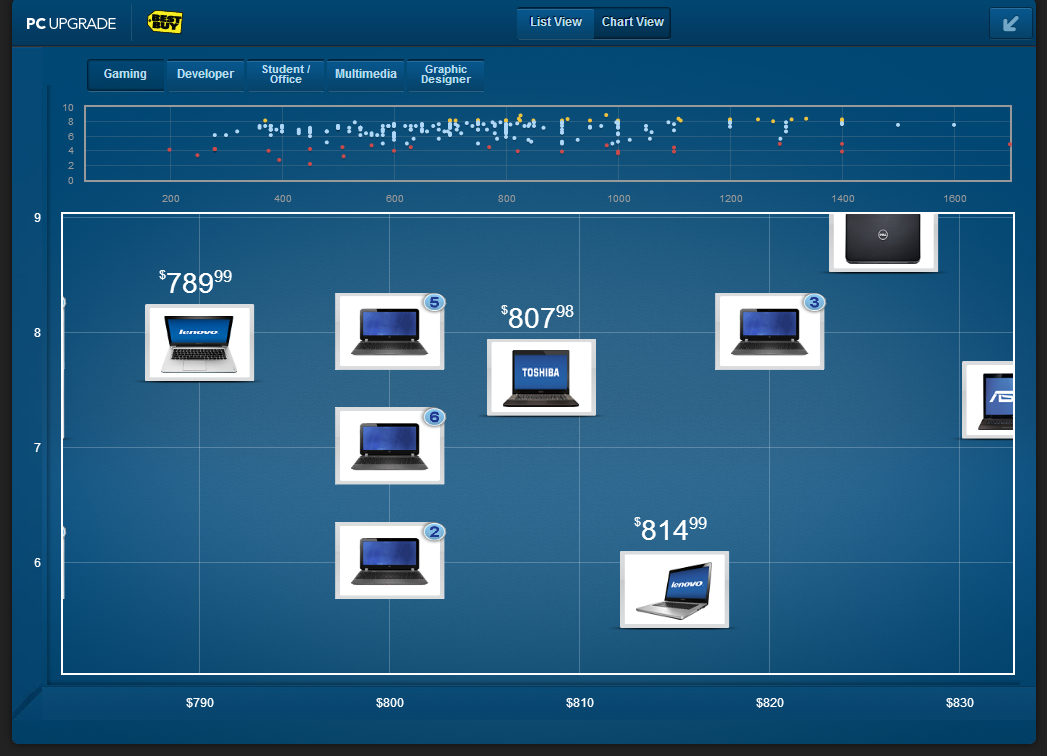 PC UPGRADE
BEST BUY
List View
Chart View
Gaming
Developer
Student / Office
Multimedia
Graphic Designer
10
8
6
4
2
0
200
400
600
800
1000
1200
1400
1600
9
8
7
6
$789.99
lenovo
5
$807.98
TOSHIBA
3
DELL
6
2
$814.99
lenovo
$790
$800
$810
$820
$830